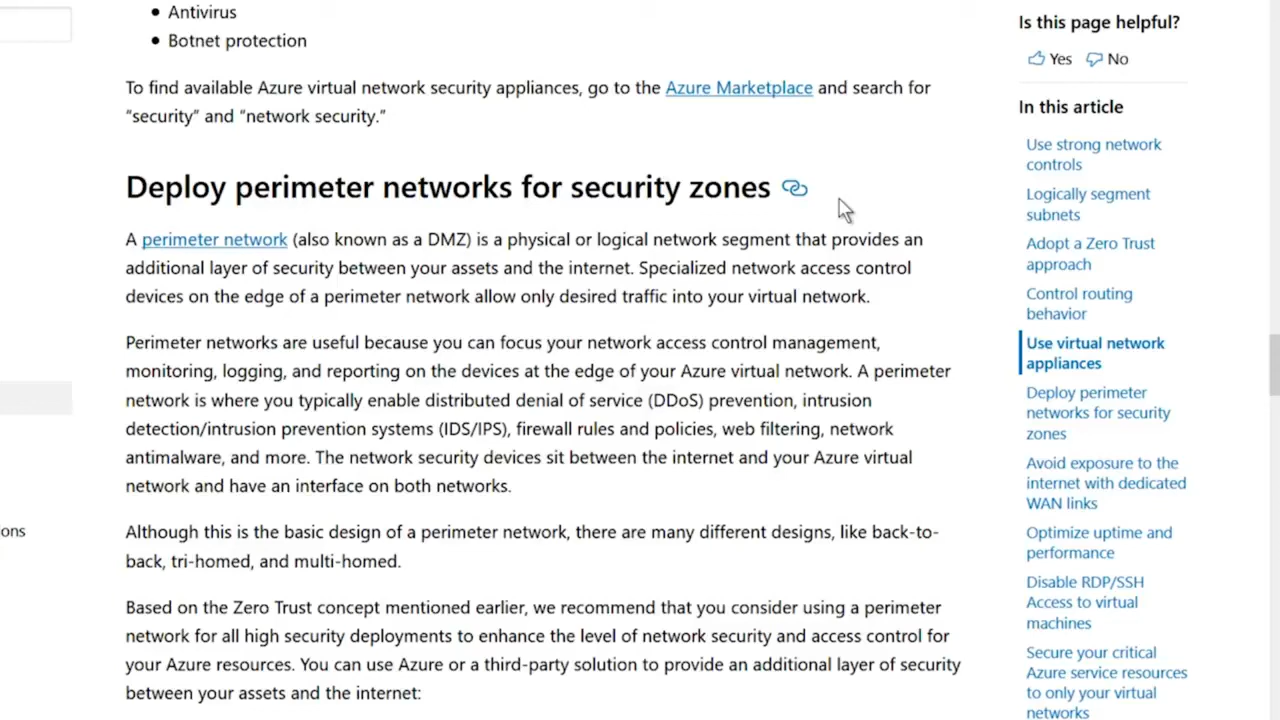 • Antivirus
• Botnet protection
To find available Azure virtual network security appliances, go to the Azure Marketplace and search for
“security” and “network security.”
Deploy perimeter networks for security zones
A perimeter network (also known as a DMZ) is a physical or logical network segment that provides an
additional layer of security between your assets and the internet. Specialized network access control
devices on the edge of a perimeter network allow only desired traffic into your virtual network.
Perimeter networks are useful because you can focus your network access control management,
monitoring, logging, and reporting on the devices at the edge of your Azure virtual network. A perimeter
network is where you typically enable distributed denial of service (DDoS) prevention, intrusion
detection/intrusion prevention systems (IDS/IPS), firewall rules and policies, web filtering, network
antimalware, and more. The network security devices sit between the internet and your Azure virtual
network and have an interface on both networks.
Although this is the basic design of a perimeter network, there are many different designs, like back-to-
back, tri-homed, and multi-homed.
Based on the Zero Trust concept mentioned earlier, we recommend that you consider using a perimeter
network for all high security deployments to enhance the level of network security and access control for
your Azure resources. You can use Azure or a third-party solution to provide an additional layer of security
between your assets and the internet:
ons
Is this page helpful?
Yes No
In this article
Use strong network
controls
Logically segment
subnets
Adopt a Zero Trust
approach
Control routing
behavior
Use virtual network
appliances
Deploy perimeter
networks for security
zones
Avoid exposure to the
internet with dedicated
WAN links
Optimize uptime and
performance
Disable RDP/SSH
Access to virtual
machines
Secure your critical
Azure service resources
to only your virtual
networks